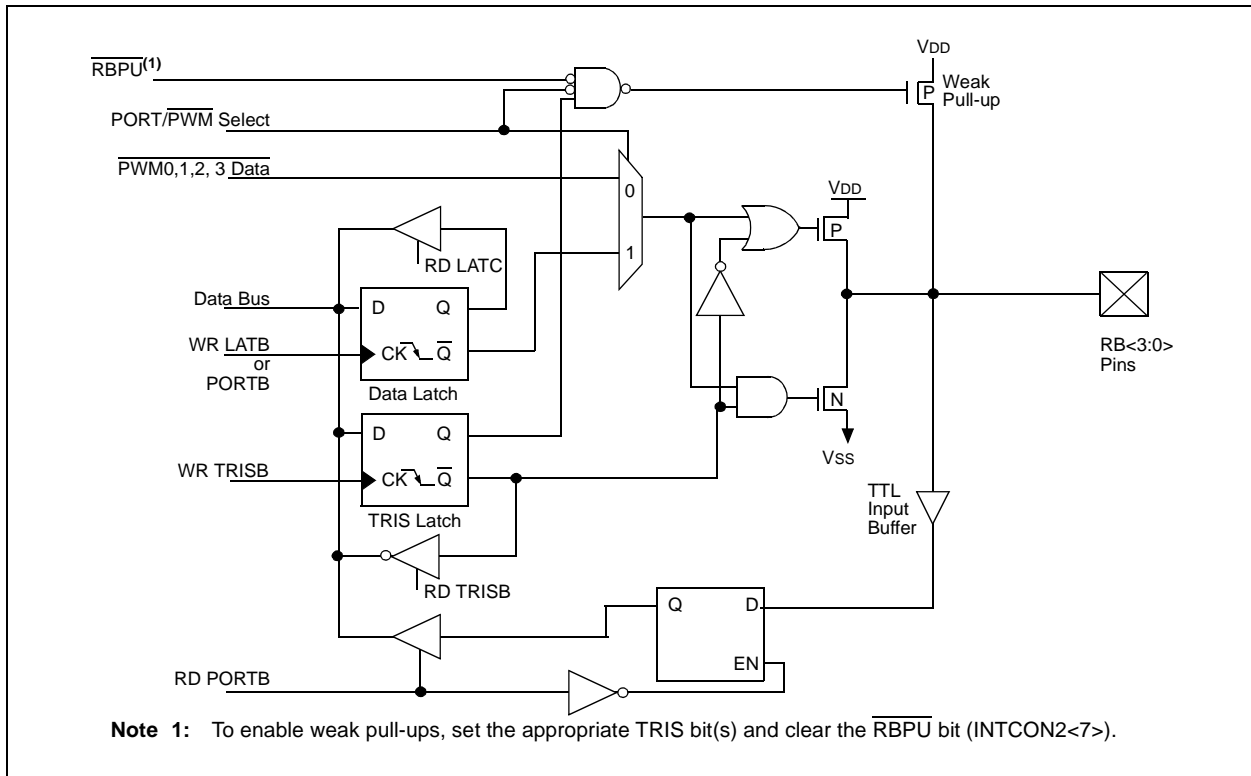 VDD
RBPU(1)
P
Weak
Pull-up
PORT/PWM Select
PWM0,1,2, 3 Data
0
VDD
P
1
RD LATC
Data Bus
D Q
WR LATB
or
PORTB
CK Q
Data Latch
RB<3:0>
Pins
N
D Q
VSS
WR TRISB
CK Q
TRIS Latch
TTL
Input
Buffer
RD TRISB
Q D
EN
RD PORTB
Note 1: To enable weak pull-ups, set the appropriate TRIS bit(s) and clear the RBPU bit (INTCON2<7>).